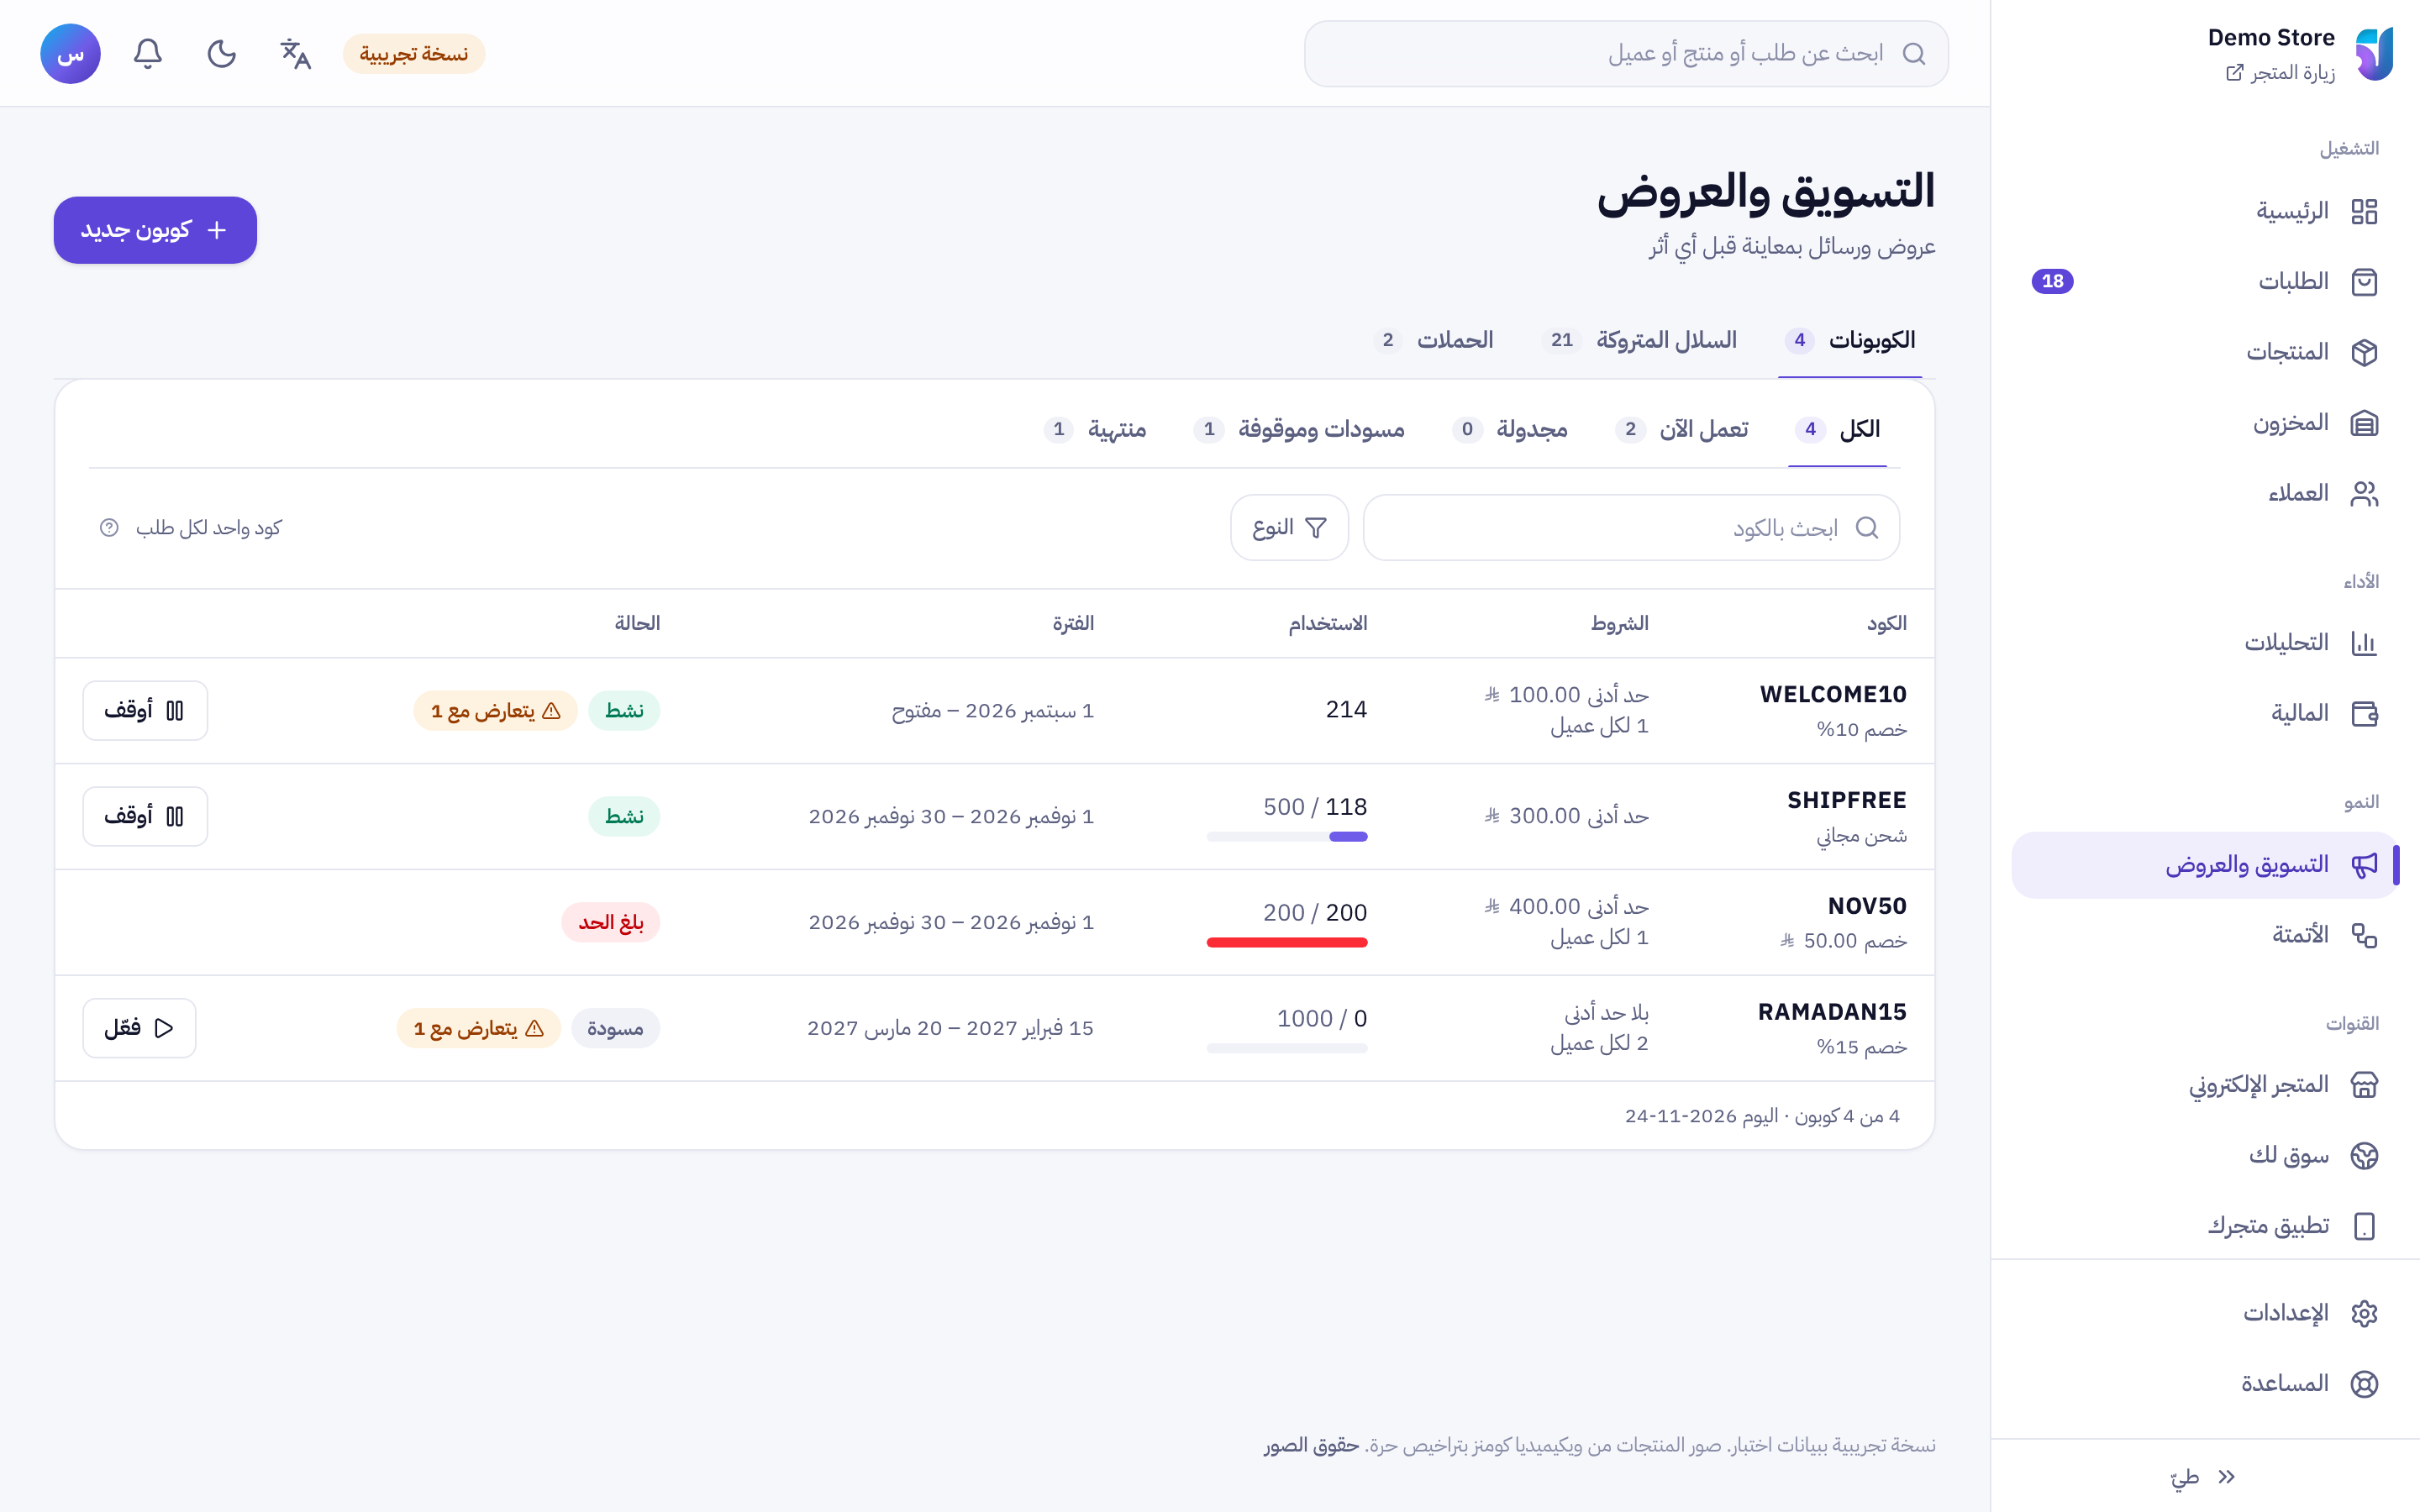 Demo Store
زيارة المتجر
التشغيل
الرئيسية
الطلبات 18
المنتجات
المخزون
العملاء
الأداء
التحليلات
المالية
النمو
التسويق والعروض
الأتمتة
القنوات
المتجر الإلكتروني
سوق لك
تطبيق متجرك
الإعدادات
المساعدة
طيّ
ابحث عن طلب أو منتج أو عميل
نسخة تجريبية
س
التسويق والعروض
عروض ورسائل بمعاينة قبل أي أثر
كوبون جديد
الكوبونات 4 السلال المتروكة 21 الحملات 2
الكل 4 تعمل الآن 2 مجدولة 0 مسودات وموقوفة 1 منتهية 1
ابحث بالكود
النوع
كود واحد لكل طلب
الكود الشروط الاستخدام الفترة الحالة
WELCOME10
خصم 10%
حد أدنى 100.00
1 لكل عميل
214
1 سبتمبر 2026 – مفتوح
نشط
يتعارض مع 1
أوقف
SHIPFREE
شحن مجاني
حد أدنى 300.00
118 / 500
1 نوفمبر 2026 – 30 نوفمبر 2026
نشط
أوقف
NOV50
خصم 50.00
حد أدنى 400.00
1 لكل عميل
200 / 200
1 نوفمبر 2026 – 30 نوفمبر 2026
بلغ الحد
RAMADAN15
خصم 15%
بلا حد أدنى
2 لكل عميل
0 / 1000
15 فبراير 2027 – 20 مارس 2027
مسودة
يتعارض مع 1
فعّل
4 من 4 كوبون · اليوم 2026-11-24
نسخة تجريبية ببيانات اختبار. صور المنتجات من ويكيميديا كومنز بتراخيص حرة. حقوق الصور